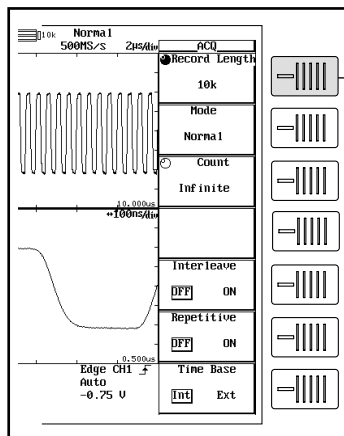 10k Normal
500MS/s 2µs/div
ACQ
Record Length
10k
Mode
Normal
Count
Infinite
10.000us
↔100ns/div
Interleave
OFF ON
Repetitive
OFF ON
0.500us
Edge CH1
Auto
-0.75 V
Time Base
Int Ext